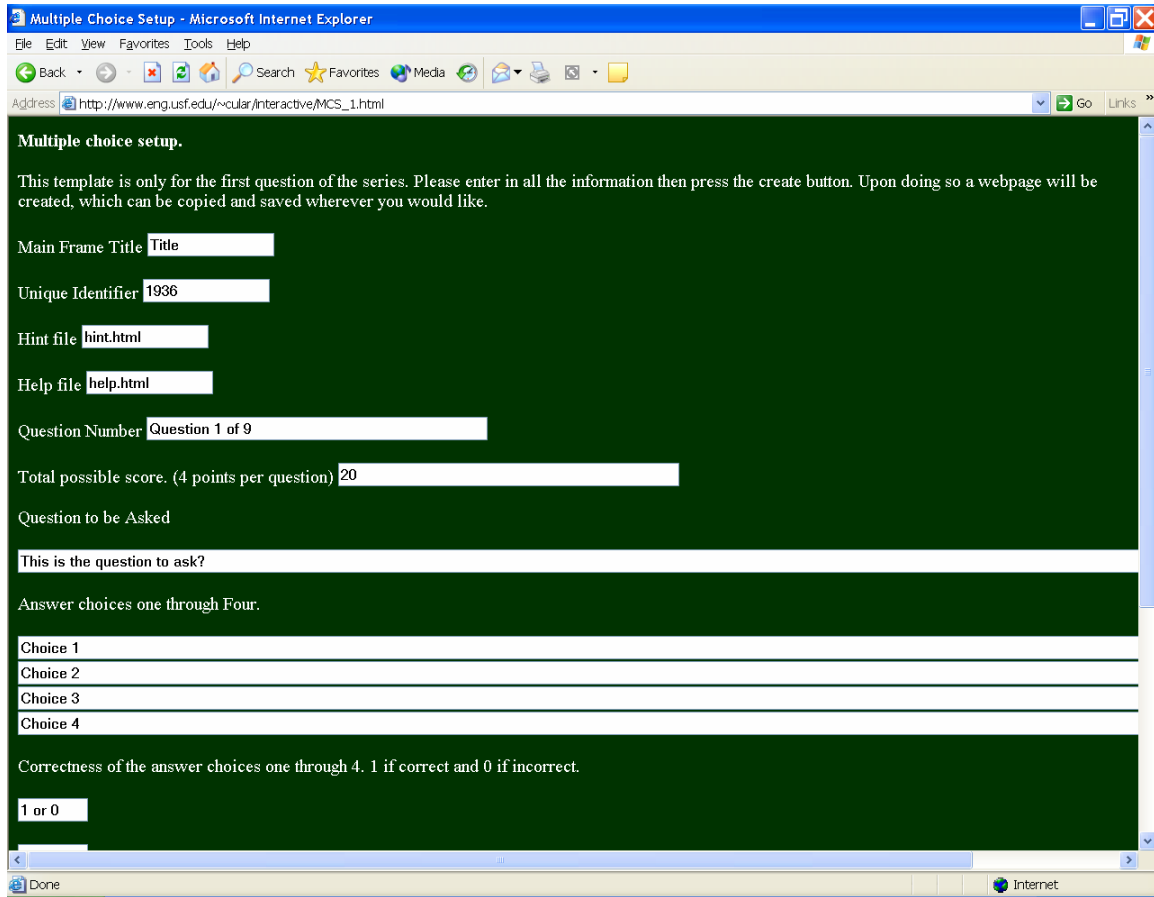 Multiple Choice Setup - Microsoft Internet Explorer
File Edit View Favorites Tools Help
Back Search Favorites Media
Address http://www.eng.usf.edu/~cular/interactive/MCS_1.html Go Links »
Multiple choice setup.
This template is only for the first question of the series. Please enter in all the information then press the create button. Upon doing so a webpage will be
created, which can be copied and saved wherever you would like.
Main Frame Title Title
Unique Identifier 1936
Hint file hint.html
Help file help.html
Question Number Question 1 of 9
Total possible score. (4 points per question) 20
Question to be Asked
This is the question to ask?
Answer choices one through Four.
Choice 1
Choice 2
Choice 3
Choice 4
Correctness of the answer choices one through 4. 1 if correct and 0 if incorrect.
1 or 0
Done Internet